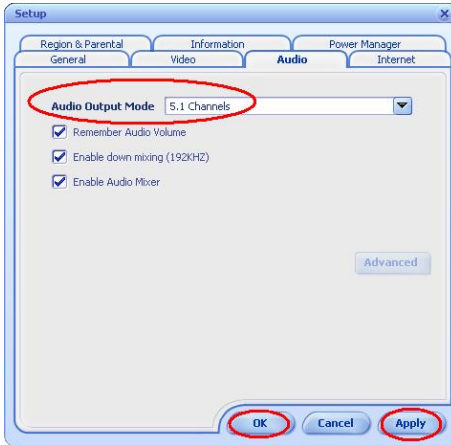 Setup
Region & Parental Information Power Manager
General Video Audio Internet
Audio Output Mode 5.1 Channels
Remember Audio Volume
Enable down mixing (192KHZ)
Enable Audio Mixer
Advanced
OK Cancel Apply